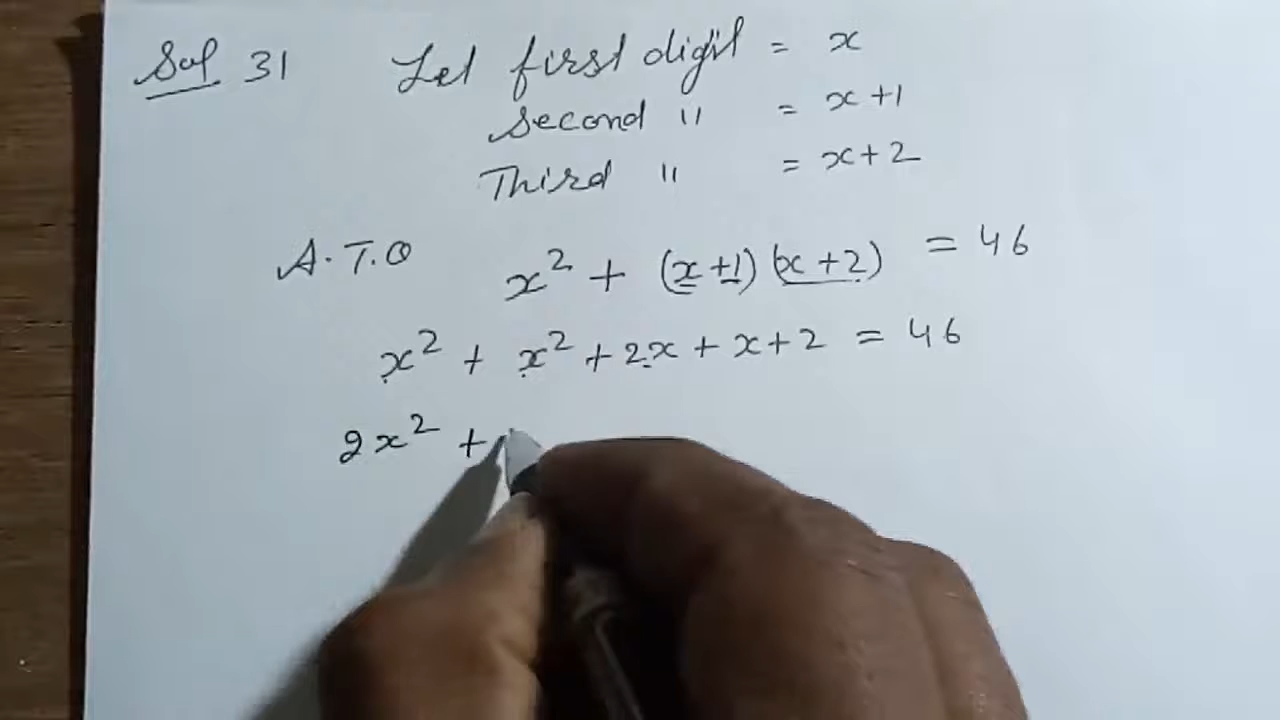 Sol 31 Let first digit = x
Second " = x+1
Third " = x+2
A.T.Q x² + (x+1)(x+2) = 46
x² + x² + 2x + x + 2 = 46
2x² +